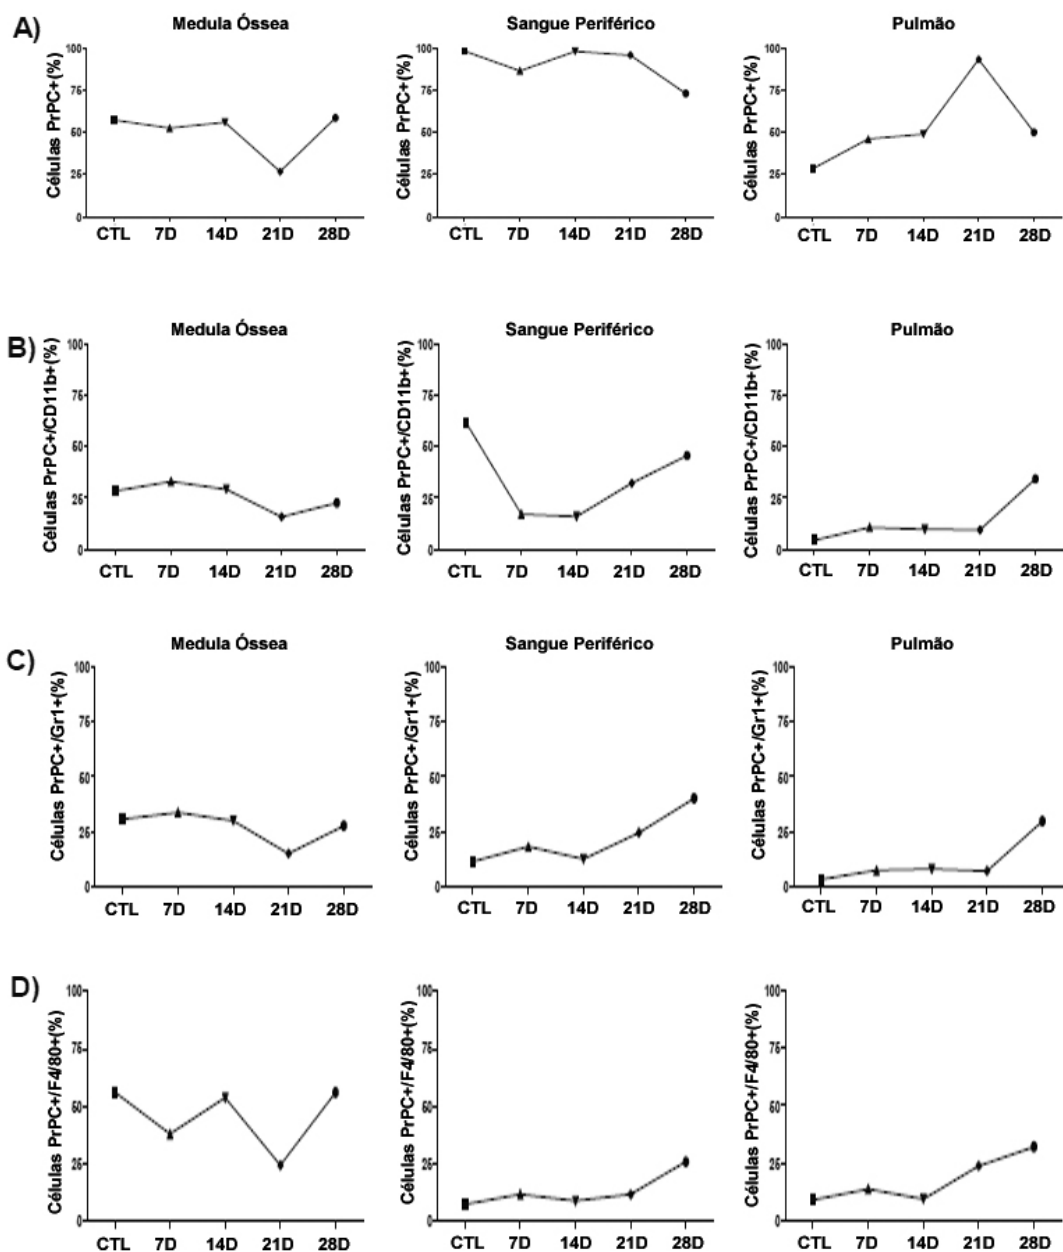 A)
Medula Óssea
Sangue Periférico
Pulmão
Células PrPC+(%)
100
75
50
25
0
CTL 7D 14D 21D 28D
Células PrPC+(%)
100
75
50
25
0
CTL 7D 14D 21D 28D
Células PrPC+(%)
100
75
50
25
0
CTL 7D 14D 21D 28D
B)
Medula Óssea
Sangue Periférico
Pulmão
Células PrPC+/CD11b+(%)
100
75
50
25
0
CTL 7D 14D 21D 28D
Células PrPC+/CD11b+(%)
100
75
50
25
0
CTL 7D 14D 21D 28D
Células PrPC+/CD11b+(%)
100
75
50
25
0
CTL 7D 14D 21D 28D
C)
Medula Óssea
Sangue Periférico
Pulmão
Células PrPC+/Gr1+(%)
100
75
50
25
0
CTL 7D 14D 21D 28D
Células PrPC+/Gr1+(%)
100
75
50
25
0
CTL 7D 14D 21D 28D
Células PrPC+/Gr1+(%)
100
75
50
25
0
CTL 7D 14D 21D 28D
D)
Células PrPC+/F4/80+(%)
100
75
50
25
0
CTL 7D 14D 21D 28D
Células PrPC+/F4/80+(%)
100
75
50
25
0
CTL 7D 14D 21D 28D
Células PrPC+/F4/80+(%)
100
75
50
25
0
CTL 7D 14D 21D 28D